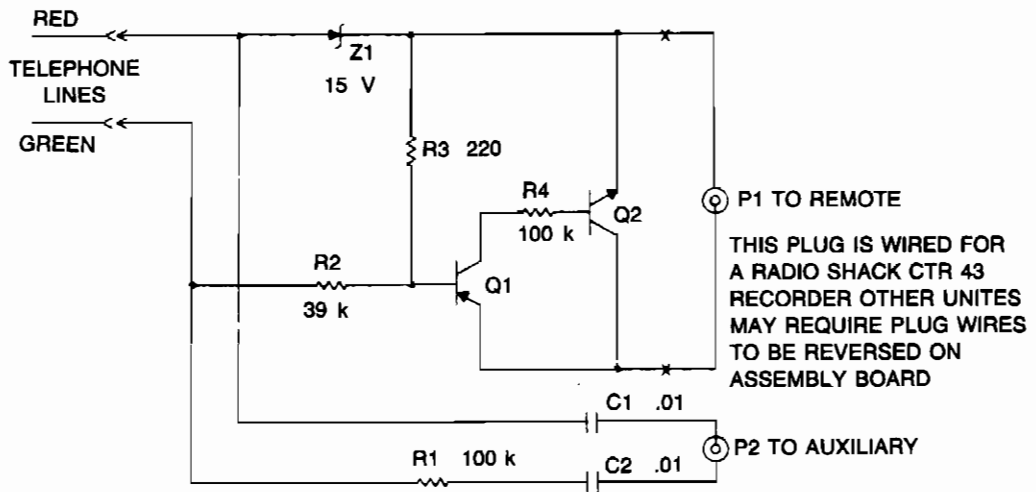 RED
Z1
15 V
TELEPHONE
LINES
GREEN
R3 220
R4
100 k
Q2
P1 TO REMOTE
R2
39 k
Q1
THIS PLUG IS WIRED FOR
A RADIO SHACK CTR 43
RECORDER OTHER UNITES
MAY REQUIRE PLUG WIRES
TO BE REVERSED ON
ASSEMBLY BOARD
C1 .01
P2 TO AUXILIARY
R1 100 k
C2 .01